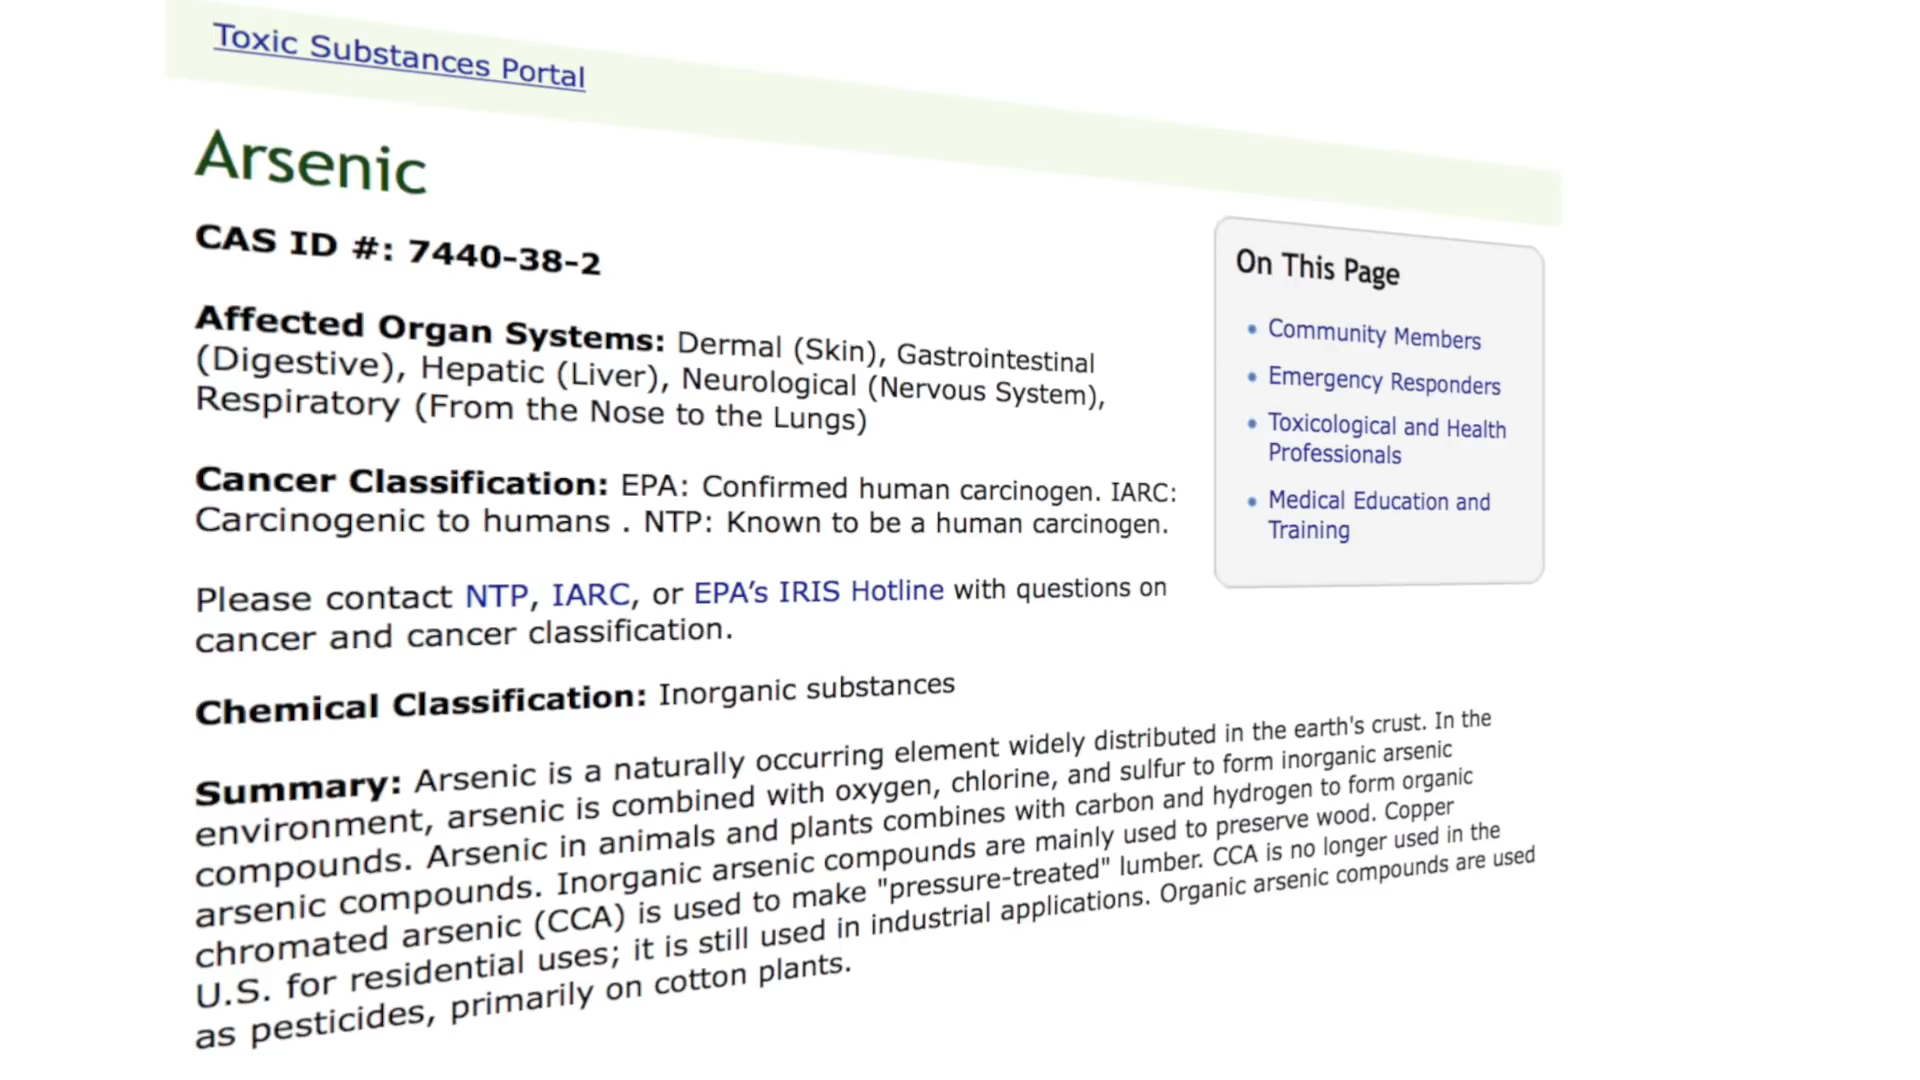 Toxic Substances Portal
Arsenic
CAS ID #: 7440-38-2
Affected Organ Systems: Dermal (Skin), Gastrointestinal
(Digestive), Hepatic (Liver), Neurological (Nervous System),
Respiratory (From the Nose to the Lungs)
Cancer Classification: EPA: Confirmed human carcinogen. IARC:
Carcinogenic to humans . NTP: Known to be a human carcinogen.
Please contact NTP, IARC, or EPA’s IRIS Hotline with questions on
cancer and cancer classification.
Chemical Classification: Inorganic substances
Summary: Arsenic is a naturally occurring element widely distributed in the earth's crust. In the
environment, arsenic is combined with oxygen, chlorine, and sulfur to form inorganic arsenic
compounds. Arsenic in animals and plants combines with carbon and hydrogen to form organic
arsenic compounds. Inorganic arsenic compounds are mainly used to preserve wood. Copper
chromated arsenic (CCA) is used to make "pressure-treated" lumber. CCA is no longer used in the
U.S. for residential uses; it is still used in industrial applications. Organic arsenic compounds are used
as pesticides, primarily on cotton plants.
On This Page
Community Members
Emergency Responders
Toxicological and Health
Professionals
Medical Education and
Training